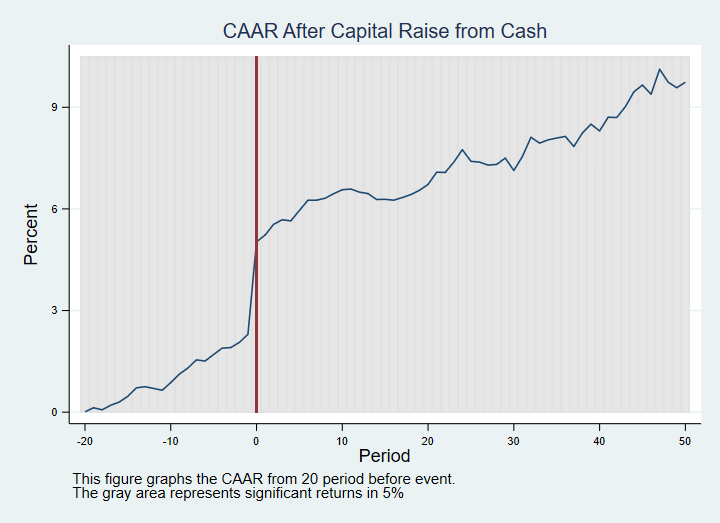 CAAR After Capital Raise from Cash
Percent
9
6
3
0
-20
-10
0
10
20
30
40
50
Period
This figure graphs the CAAR from 20 period before event.
The gray area represents significant returns in 5%